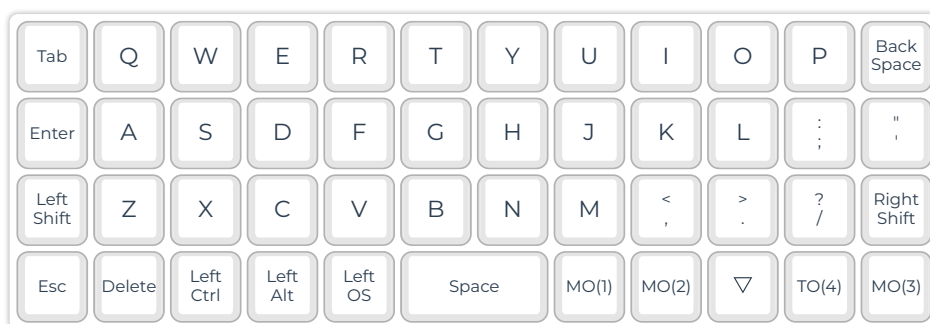 Tab Q W E R T Y U I O P Back
Space
Enter A S D F G H J K L :
; "
'
Left
Shift Z X C V B N M <
, >
. ?
/ Right
Shift
Esc Delete Left
Ctrl Left
Alt Left
OS Space MO(1) MO(2) ▽ TO(4) MO(3)